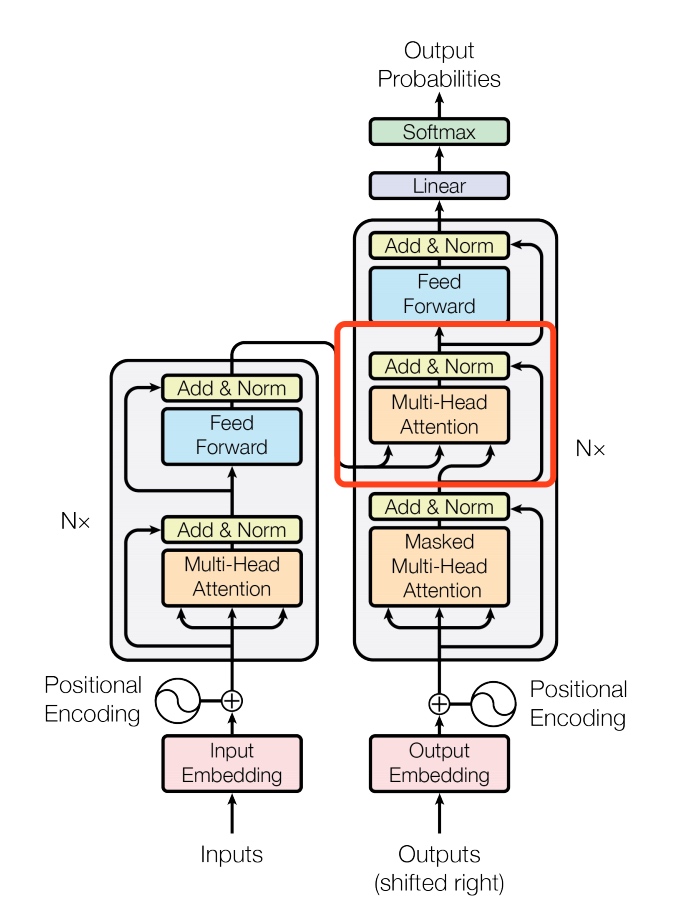 Output
Probabilities
Softmax
Linear
Add & Norm
Feed
Forward
Add & Norm
Multi-Head
Attention
Nx
Add & Norm
Masked
Multi-Head
Attention
Add & Norm
Feed
Forward
Nx
Add & Norm
Multi-Head
Attention
Positional
Encoding
Positional
Encoding
Input
Embedding
Output
Embedding
Inputs
Outputs
(shifted right)